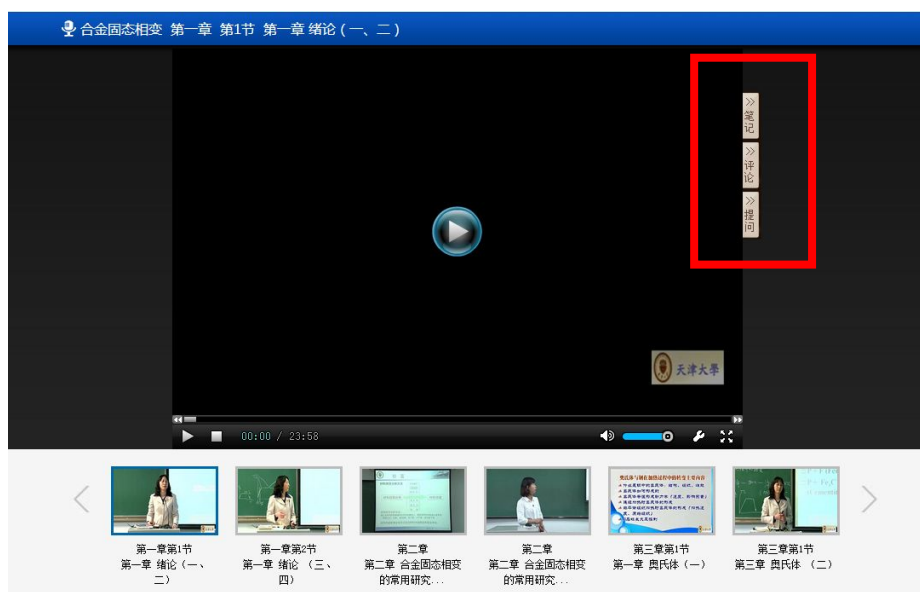 合金固态相变 第一章 第1节 第一章 绪论（一、二）
笔记
评论
提问
天津大学
00:00 / 23:58
第一章第1节
第一章 绪论（一、
二）
第一章第2节
第一章 绪论 （三、
四）
第二章
第二章 合金固态相变
的常用研究...
第二章
第二章 合金固态相变
的常用研究...
第三章第1节
第一章 奥氏体（一）
第三章第1节
第三章 奥氏体 （二）